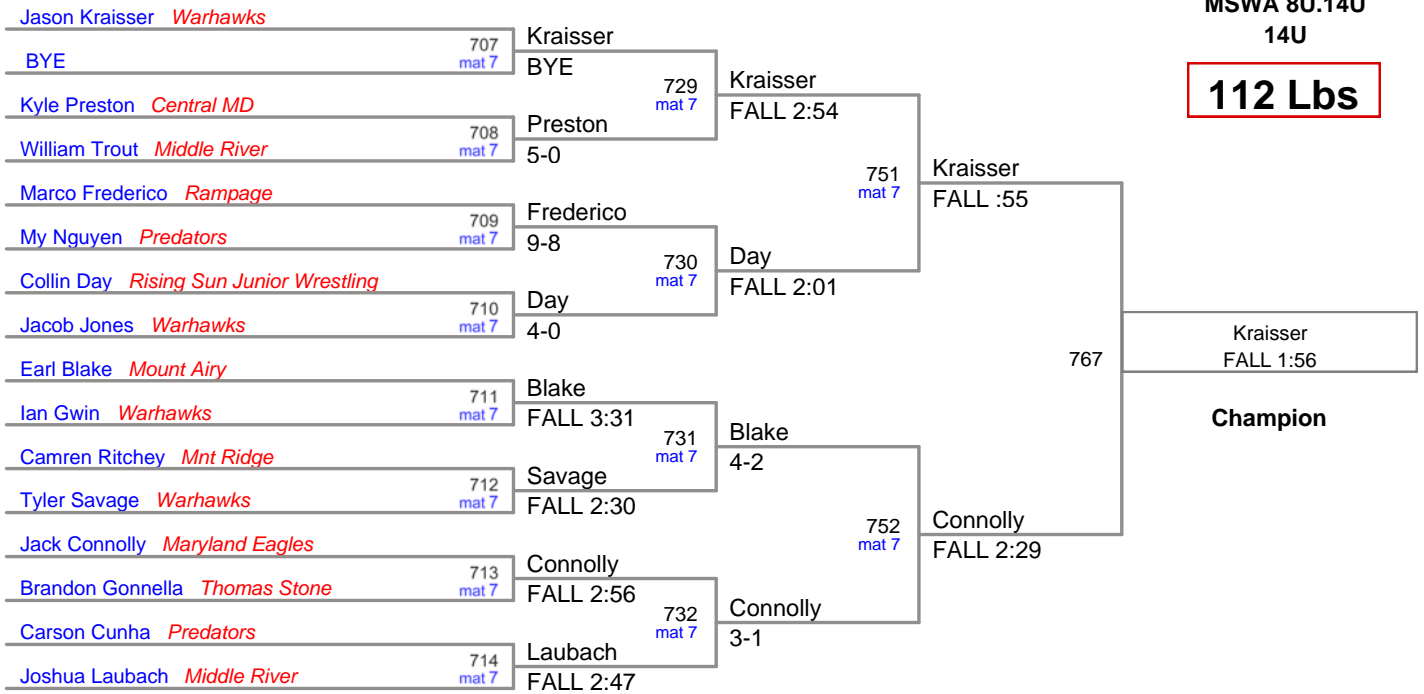 MSWA 8U.14U
14U
112 Lbs
Jason Kraisser Warhawks
707
mat 7
BYE
Kraisser
BYE
Kyle Preston Central MD
708
mat 7
William Trout Middle River
Preston
5-0
729
mat 7
Kraisser
FALL 2:54
Marco Frederico Rampage
709
mat 7
My Nguyen Predators
Frederico
9-8
Collin Day Rising Sun Junior Wrestling
710
mat 7
Jacob Jones Warhawks
Day
4-0
730
mat 7
Day
FALL 2:01
751
mat 7
Kraisser
FALL :55
Earl Blake Mount Airy
711
mat 7
Ian Gwin Warhawks
Blake
FALL 3:31
Camren Ritchey Mnt Ridge
712
mat 7
Tyler Savage Warhawks
Savage
FALL 2:30
731
mat 7
Blake
4-2
Jack Connolly Maryland Eagles
713
mat 7
Brandon Gonnella Thomas Stone
Connolly
FALL 2:56
Carson Cunha Predators
714
mat 7
Joshua Laubach Middle River
Laubach
FALL 2:47
732
mat 7
Connolly
3-1
752
mat 7
Connolly
FALL 2:29
767
Kraisser
FALL 1:56
Champion